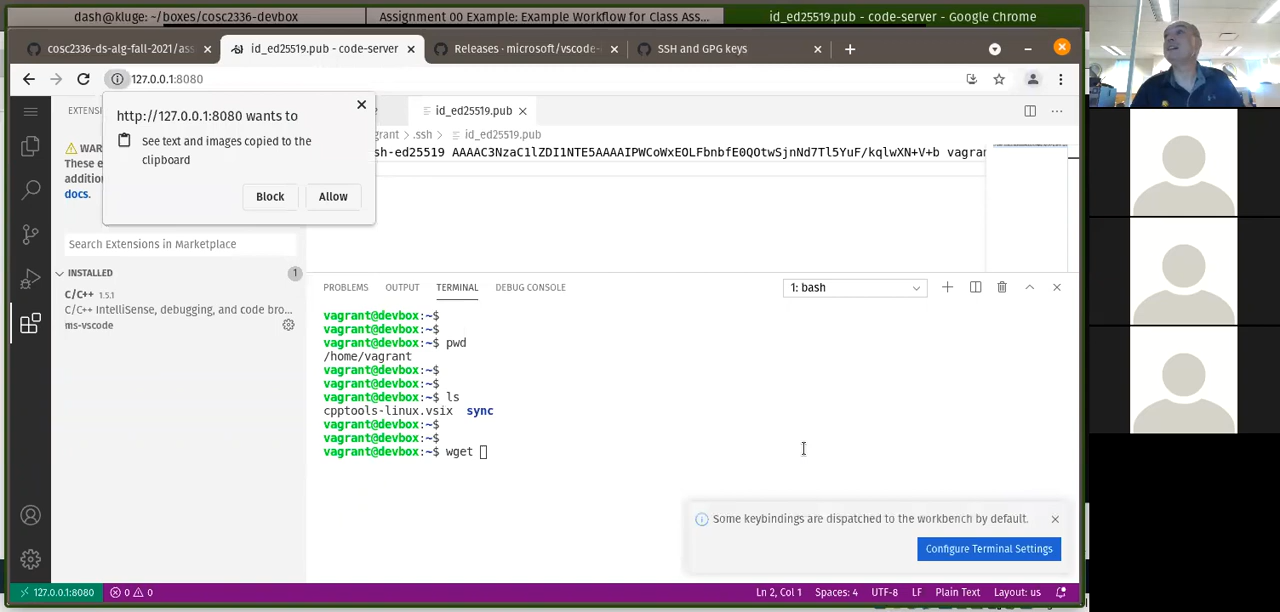 dash@kluge: ~/boxes/cosc2336-devbox
Assignment 00 Example: Example Workflow for Class Ass...
id_ed25519.pub - code-server - Google Chrome
cosc2336-ds-alg-fall-2021/ass
id_ed25519.pub - code-server
Releases · microsoft/vscode-
SSH and GPG keys
127.0.0.1:8080
EXTENS
id_ed25519.pub
http://127.0.0.1:8080 wants to
See text and images copied to the
clipboard
Block
Allow
agrant > .ssh > id_ed25519.pub
sh-ed25519 AAAAC3NzaC1lZDI1NTE5AAAAIPWCoWxEOLFbnbfE0QOtwSjnNd7Tl5YuF/kqlwXN+V+b vagran
WAR
These e
additio
docs.
Search Extensions in Marketplace
INSTALLED
1
C/C++ 1.5.1
C/C++ IntelliSense, debugging, and code bro...
ms-vscode
PROBLEMS
OUTPUT
TERMINAL
DEBUG CONSOLE
1: bash
vagrant@devbox:~$
vagrant@devbox:~$
vagrant@devbox:~$ pwd
/home/vagrant
vagrant@devbox:~$
vagrant@devbox:~$
vagrant@devbox:~$ ls
cpptools-linux.vsix sync
vagrant@devbox:~$
vagrant@devbox:~$
vagrant@devbox:~$ wget
Some keybindings are dispatched to the workbench by default.
Configure Terminal Settings
127.0.0.1:8080
0
0
Ln 2, Col 1
Spaces: 4
UTF-8
LF
Plain Text
Layout: us